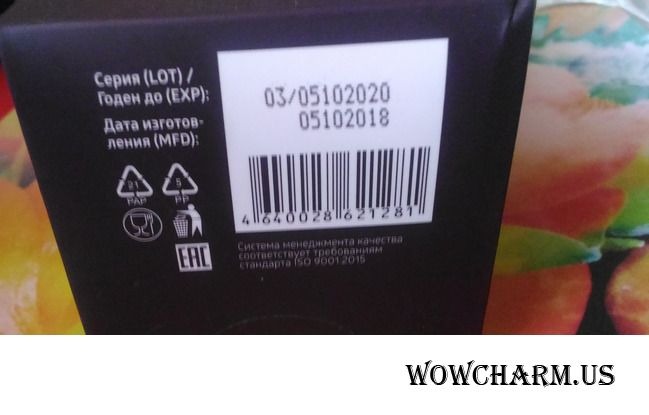 Серия (LOT) /
Годен до (EXP):
03/05102020
Дата изготов-
ления (MFD):
05102018
21
PAP
5
PP
4 640028 621281
EAC
Система менеджмента качества
соответствует требованиям
стандарта ISO 9001:2015
WOWCHARM.US